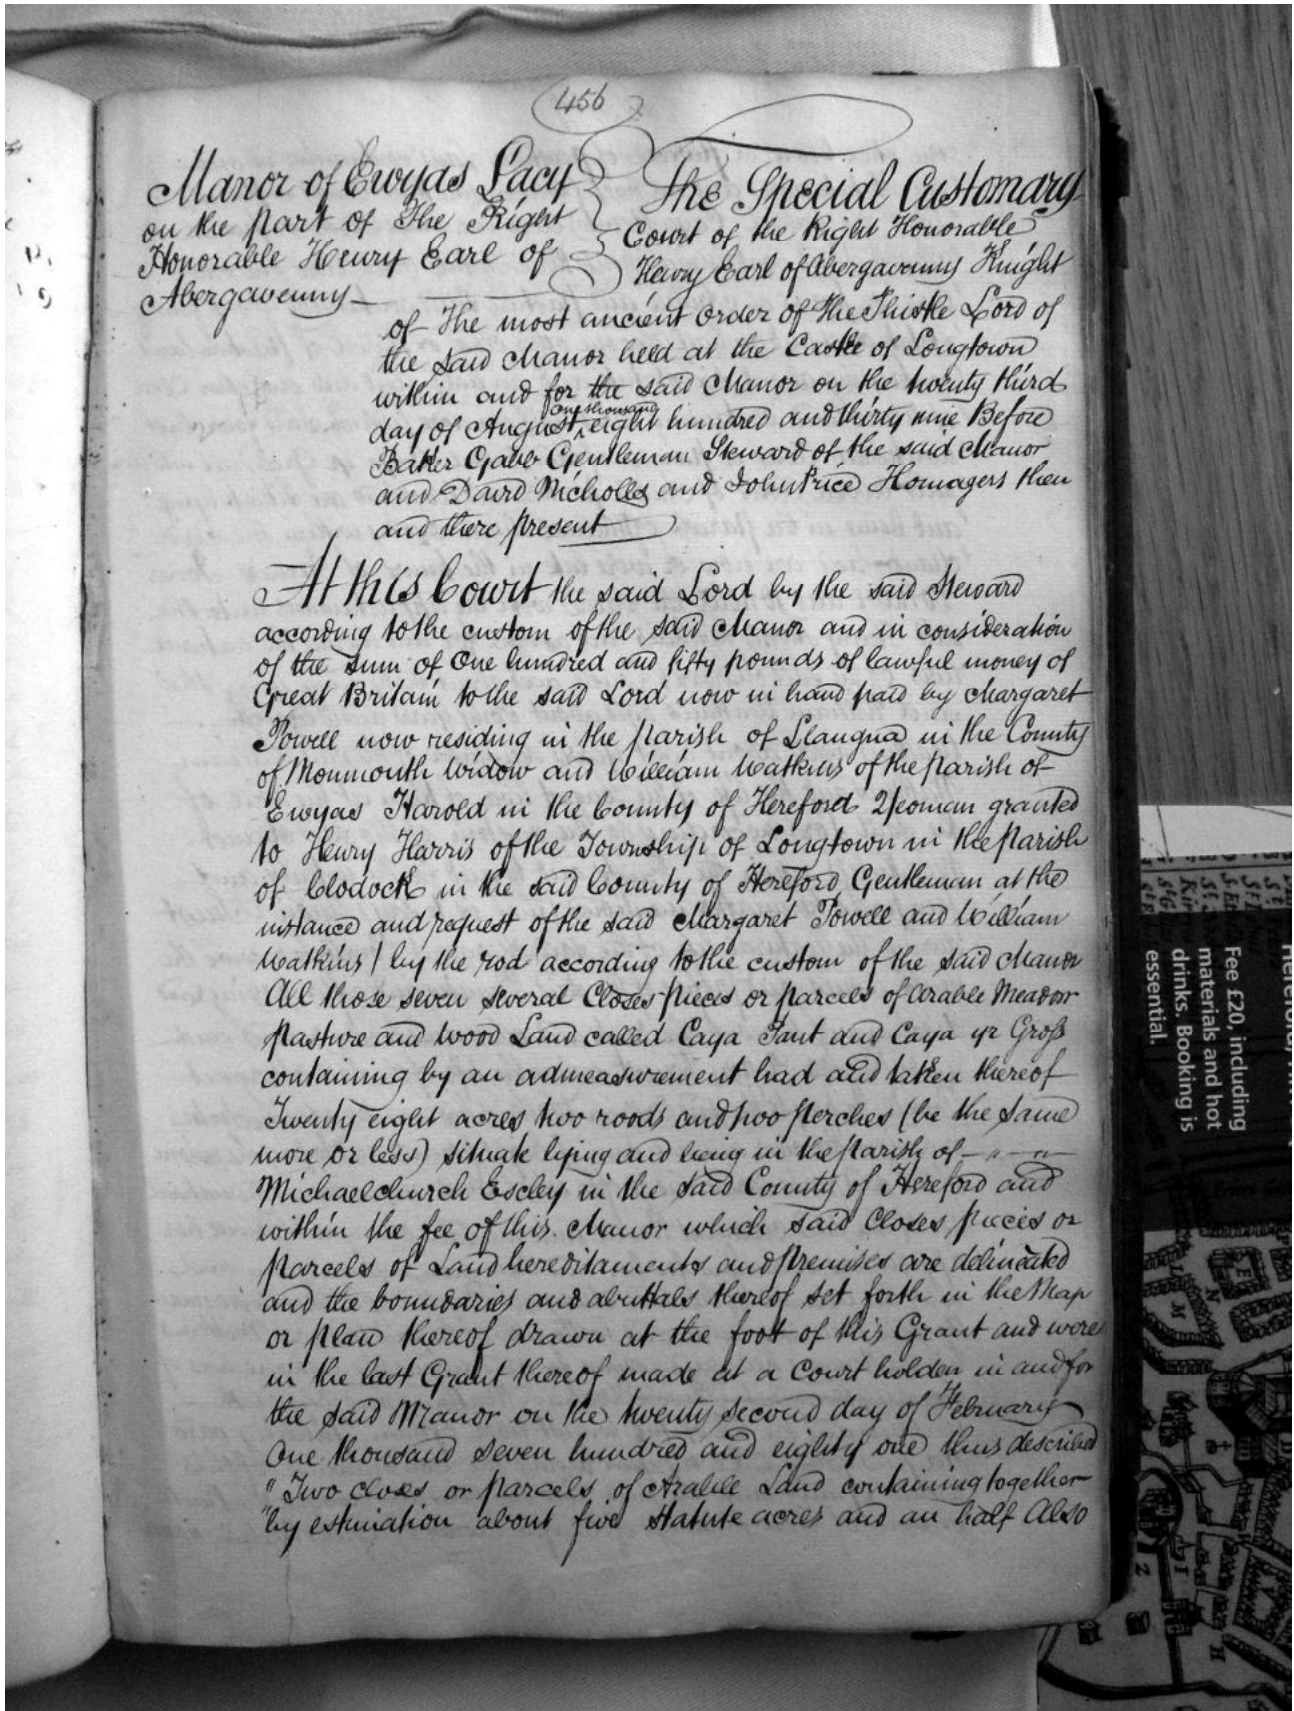 456
Manor of Ewyas Lacy
on the part of The Right
Honorable Henry Earl of
Abergavenny
The Special Customary
Court of the Right Honorable
Henry Earl of Abergavenny Knight
of The most ancient Order of the Thistle Lord of
the said Manor held at the Castle of Longtown
within and for the said Manor on the twenty third
one thousand
day of August eight hundred and thirty nine Before
Baker Gabb Gentleman Steward of the said Manor
and David Nicholls and John Price Homagers then
and there present
At this Court the said Lord by the said Steward
according to the custom of the said Manor and in consideration
of the sum of One hundred and fifty pounds of lawful money of
Great Britain to the said Lord now in hand paid by Margaret
Powell now residing in the parish of Llangua in the County
of Monmouth Widow and William Watkins of the parish of
Ewyas Harold in the County of Hereford Yeoman granted
to Henry Harris of the Township of Longtown in the parish
of Clodock in the said County of Hereford Gentleman at the
instance and request of the said Margaret Powell and William
Watkins / by the rod according to the custom of the said Manor
All those seven several Closes pieces or parcels of Arable Meadow
pasture and Wood Land called Caya Pant and Caya yr Gross
containing by an admeasurement had and taken thereof
Twenty eight acres two roods and two perches (be the same
more or less) situate lying and being in the parish of
Michaelchurch Escley in the said County of Hereford and
within the fee of this Manor which said Closes pieces or
parcels of Land hereditaments and premises are delineated
and the boundaries and abuttals thereof set forth in the Map
or plan thereof drawn at the foot of this Grant and were
in the last Grant thereof made at a Court holden in and for
the said Manor on the twenty second day of February
One thousand seven hundred and eighty one thus described
"Two closes or parcels of Arable Land containing together
"by estimation about five statute acres and an half Also
Fee £20, including
materials and hot
drinks. Booking is
essential.